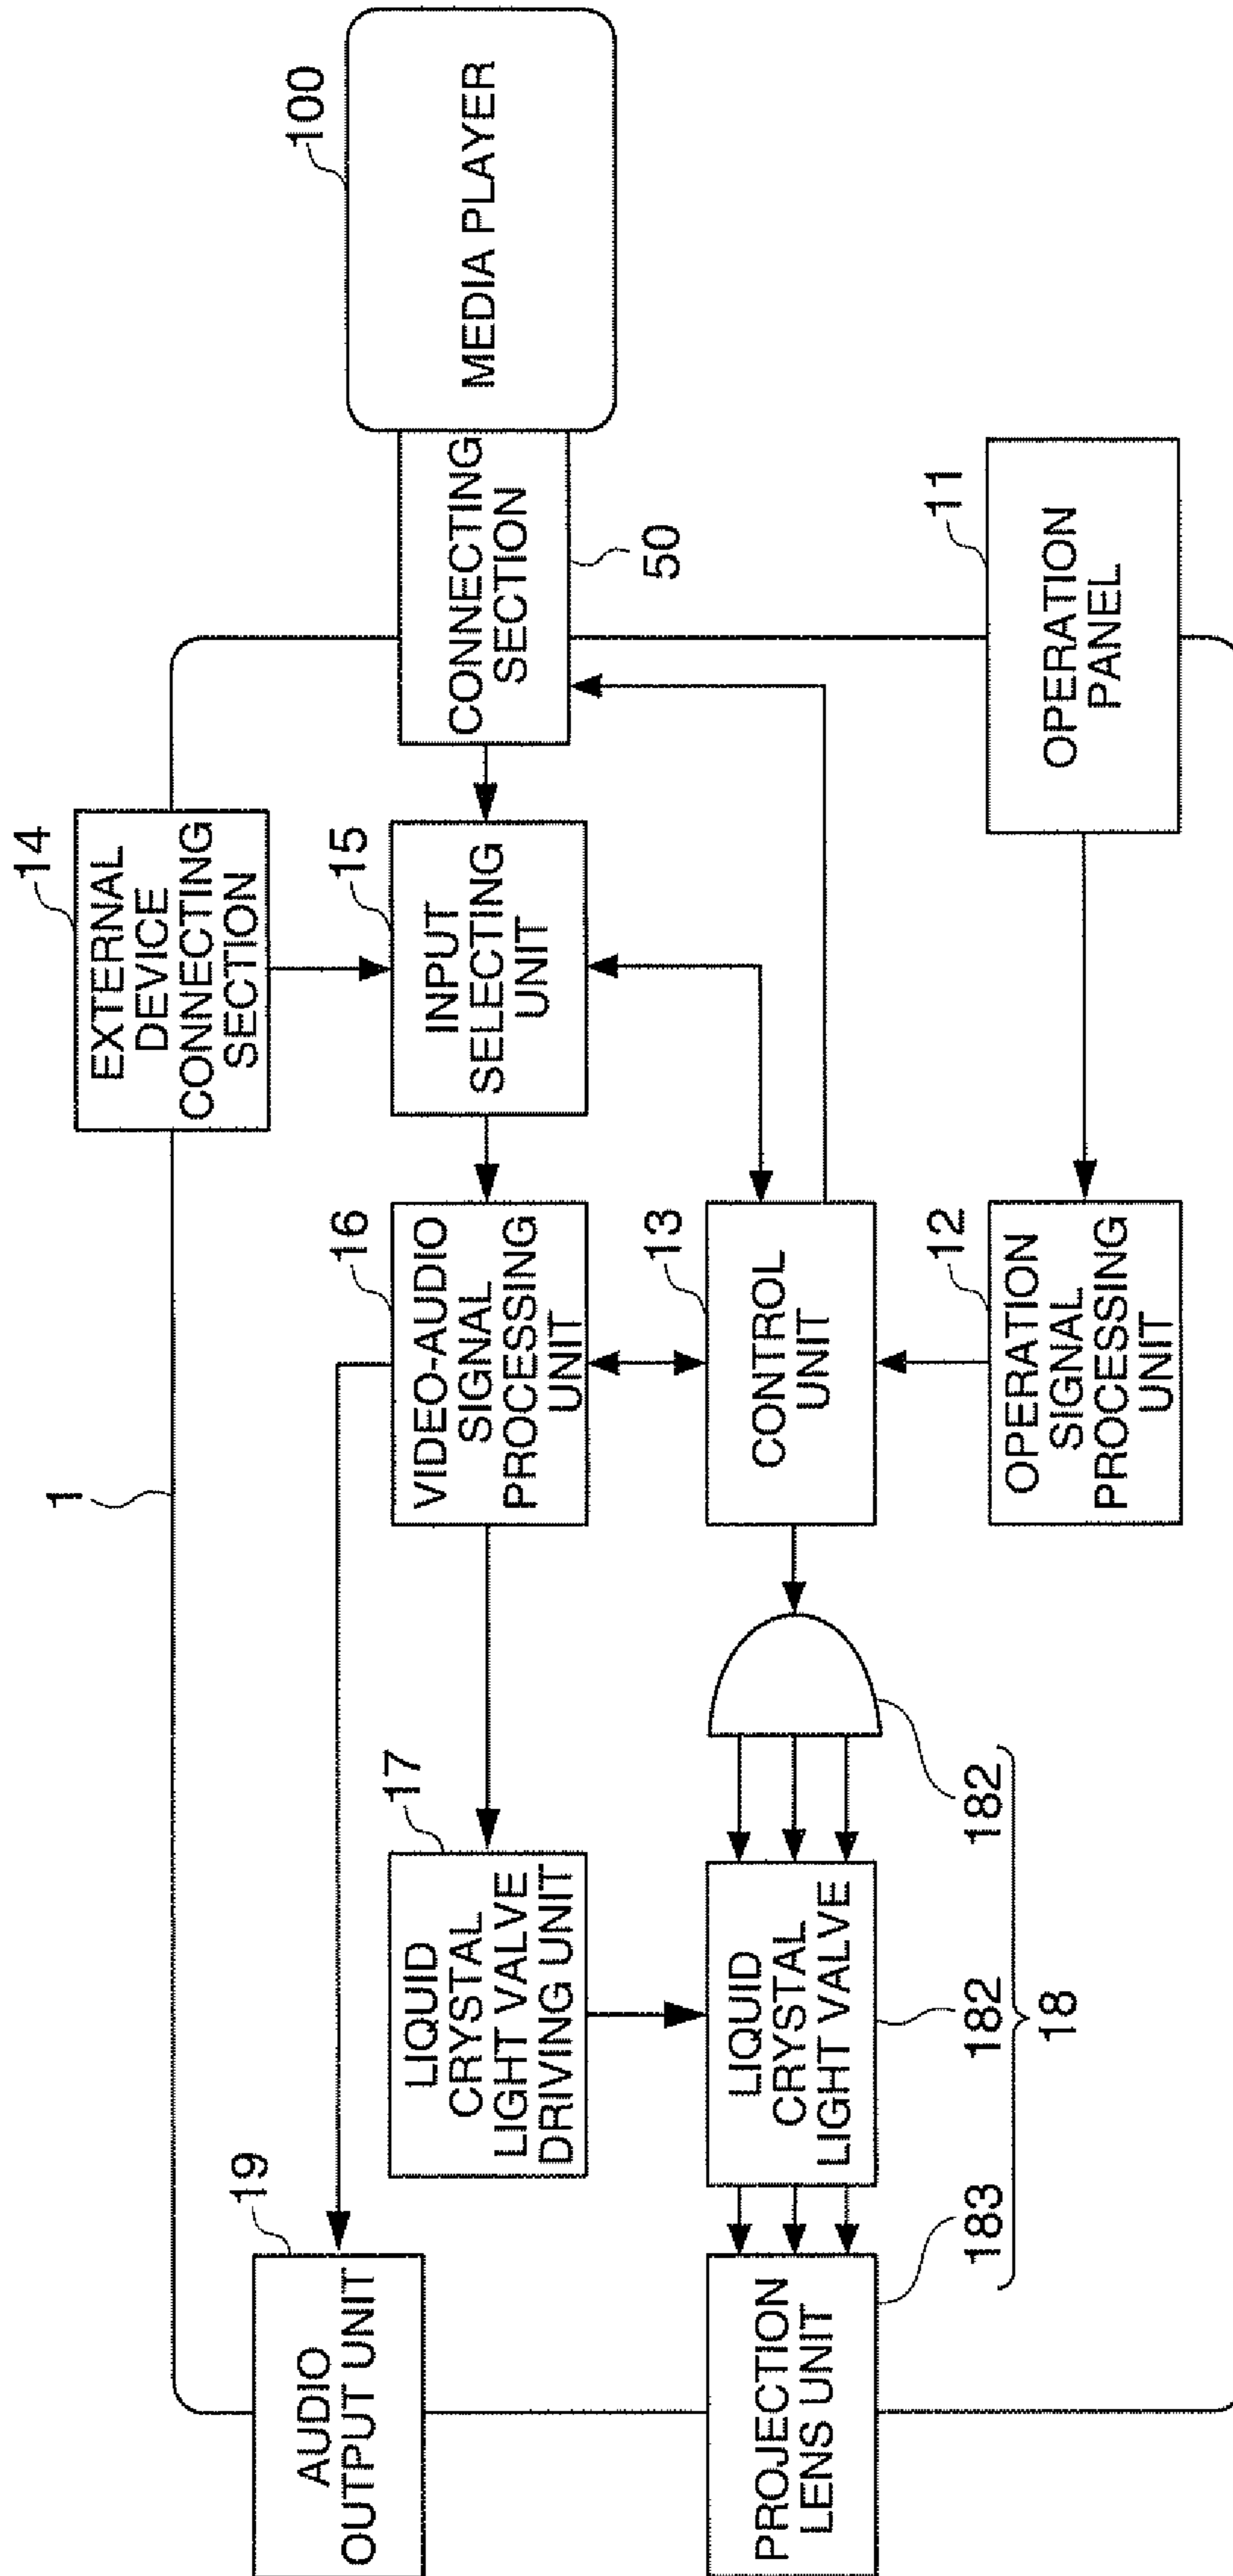 1
14
EXTERNAL
DEVICE
CONNECTING
SECTION
100
MEDIA PLAYER
19
AUDIO
OUTPUT UNIT
17
LIQUID
CRYSTAL
LIGHT VALVE
DRIVING UNIT
16
VIDEO-AUDIO
SIGNAL
PROCESSING
UNIT
15
INPUT
SELECTING
UNIT
CONNECTING
SECTION
50
PROJECTION
LENS UNIT
183
LIQUID
CRYSTAL
LIGHT VALVE
182
182
18
13
CONTROL
UNIT
12
OPERATION
SIGNAL
PROCESSING
UNIT
11
OPERATION
PANEL